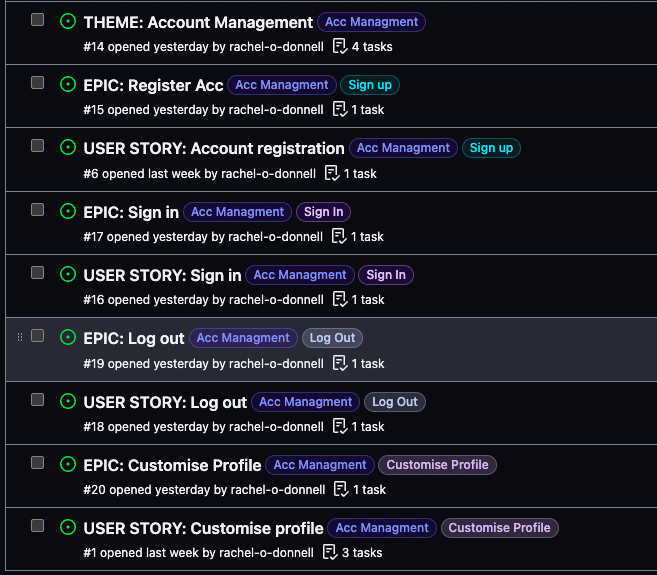 THEME: Account Management Acc Managment
#14 opened yesterday by rachel-o-donnell 4 tasks
EPIC: Register Acc Acc Managment Sign up
#15 opened yesterday by rachel-o-donnell 1 task
USER STORY: Account registration Acc Managment Sign up
#6 opened last week by rachel-o-donnell 1 task
EPIC: Sign in Acc Managment Sign In
#17 opened yesterday by rachel-o-donnell 1 task
USER STORY: Sign in Acc Managment Sign In
#16 opened yesterday by rachel-o-donnell 1 task
EPIC: Log out Acc Managment Log Out
#19 opened yesterday by rachel-o-donnell 1 task
USER STORY: Log out Acc Managment Log Out
#18 opened yesterday by rachel-o-donnell 1 task
EPIC: Customise Profile Acc Managment Customise Profile
#20 opened yesterday by rachel-o-donnell 1 task
USER STORY: Customise profile Acc Managment Customise Profile
#1 opened last week by rachel-o-donnell 3 tasks